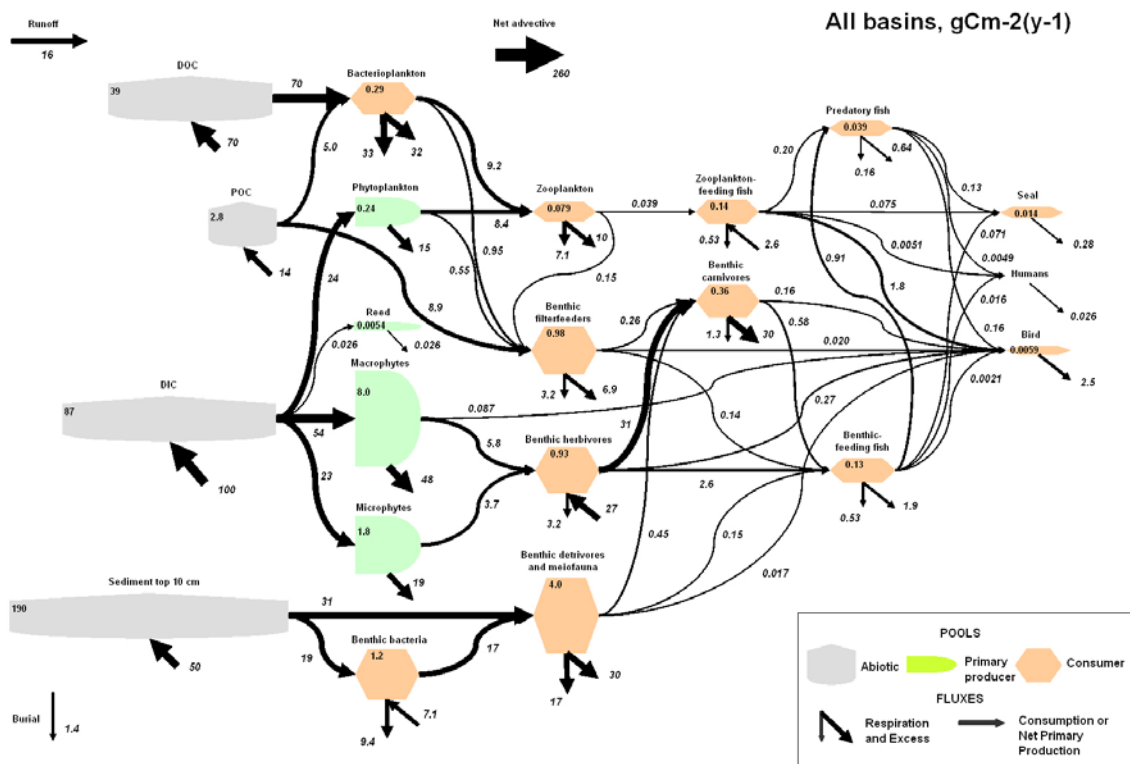 All basins, gCm-2(y-1)
Runoff
16
Net advective
260
DOC
39
70
70
Bacterioplankton
0.29
33
32
5.0
9.2
POC
2.8
14
Phytoplankton
0.24
15
8.4
0.95
0.55
24
8.9
Zooplankton
0.079
7.1
10
0.039
0.15
Zooplankton-
feeding fish
0.14
0.53
2.6
Predatory fish
0.039
0.16
0.64
0.20
0.13
0.075
0.071
0.0051
0.0049
0.91
1.8
0.016
0.16
0.0021
Seal
0.014
0.28
Humans
0.026
Bird
0.0059
2.5
Reed
0.0054
0.026
0.026
Benthic
filterfeeders
0.98
3.2
6.9
0.26
0.020
0.14
Benthic
carnivores
0.36
1.3
30
0.16
0.58
DIC
87
100
54
23
Macrophytes
8.0
48
0.087
5.8
Microphytes
1.8
19
3.7
Benthic herbivores
0.93
3.2
27
31
0.27
2.6
Benthic-
feeding fish
0.13
0.53
1.9
Sediment top 10 cm
190
50
31
19
Benthic bacteria
1.2
9.4
7.1
17
Benthic detrivores
and meiofauna
4.0
17
30
0.45
0.15
0.017
Burial
1.4
POOLS
Abiotic
Primary
producer
Consumer
FLUXES
Respiration
and Excess
Consumption or
Net Primary
Production